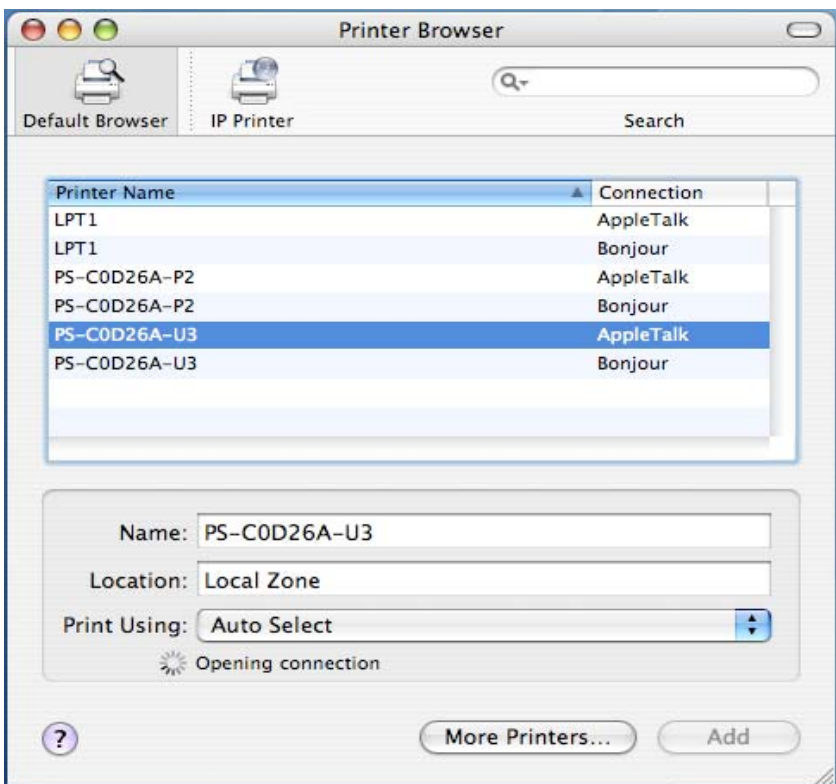 Printer Browser
Default Browser
IP Printer
Search
Printer Name Connection
LPT1 AppleTalk
LPT1 Bonjour
PS-C0D26A-P2 AppleTalk
PS-C0D26A-P2 Bonjour
PS-C0D26A-U3 AppleTalk
PS-C0D26A-U3 Bonjour
Name: PS-C0D26A-U3
Location: Local Zone
Print Using: Auto Select
Opening connection
? More Printers... Add